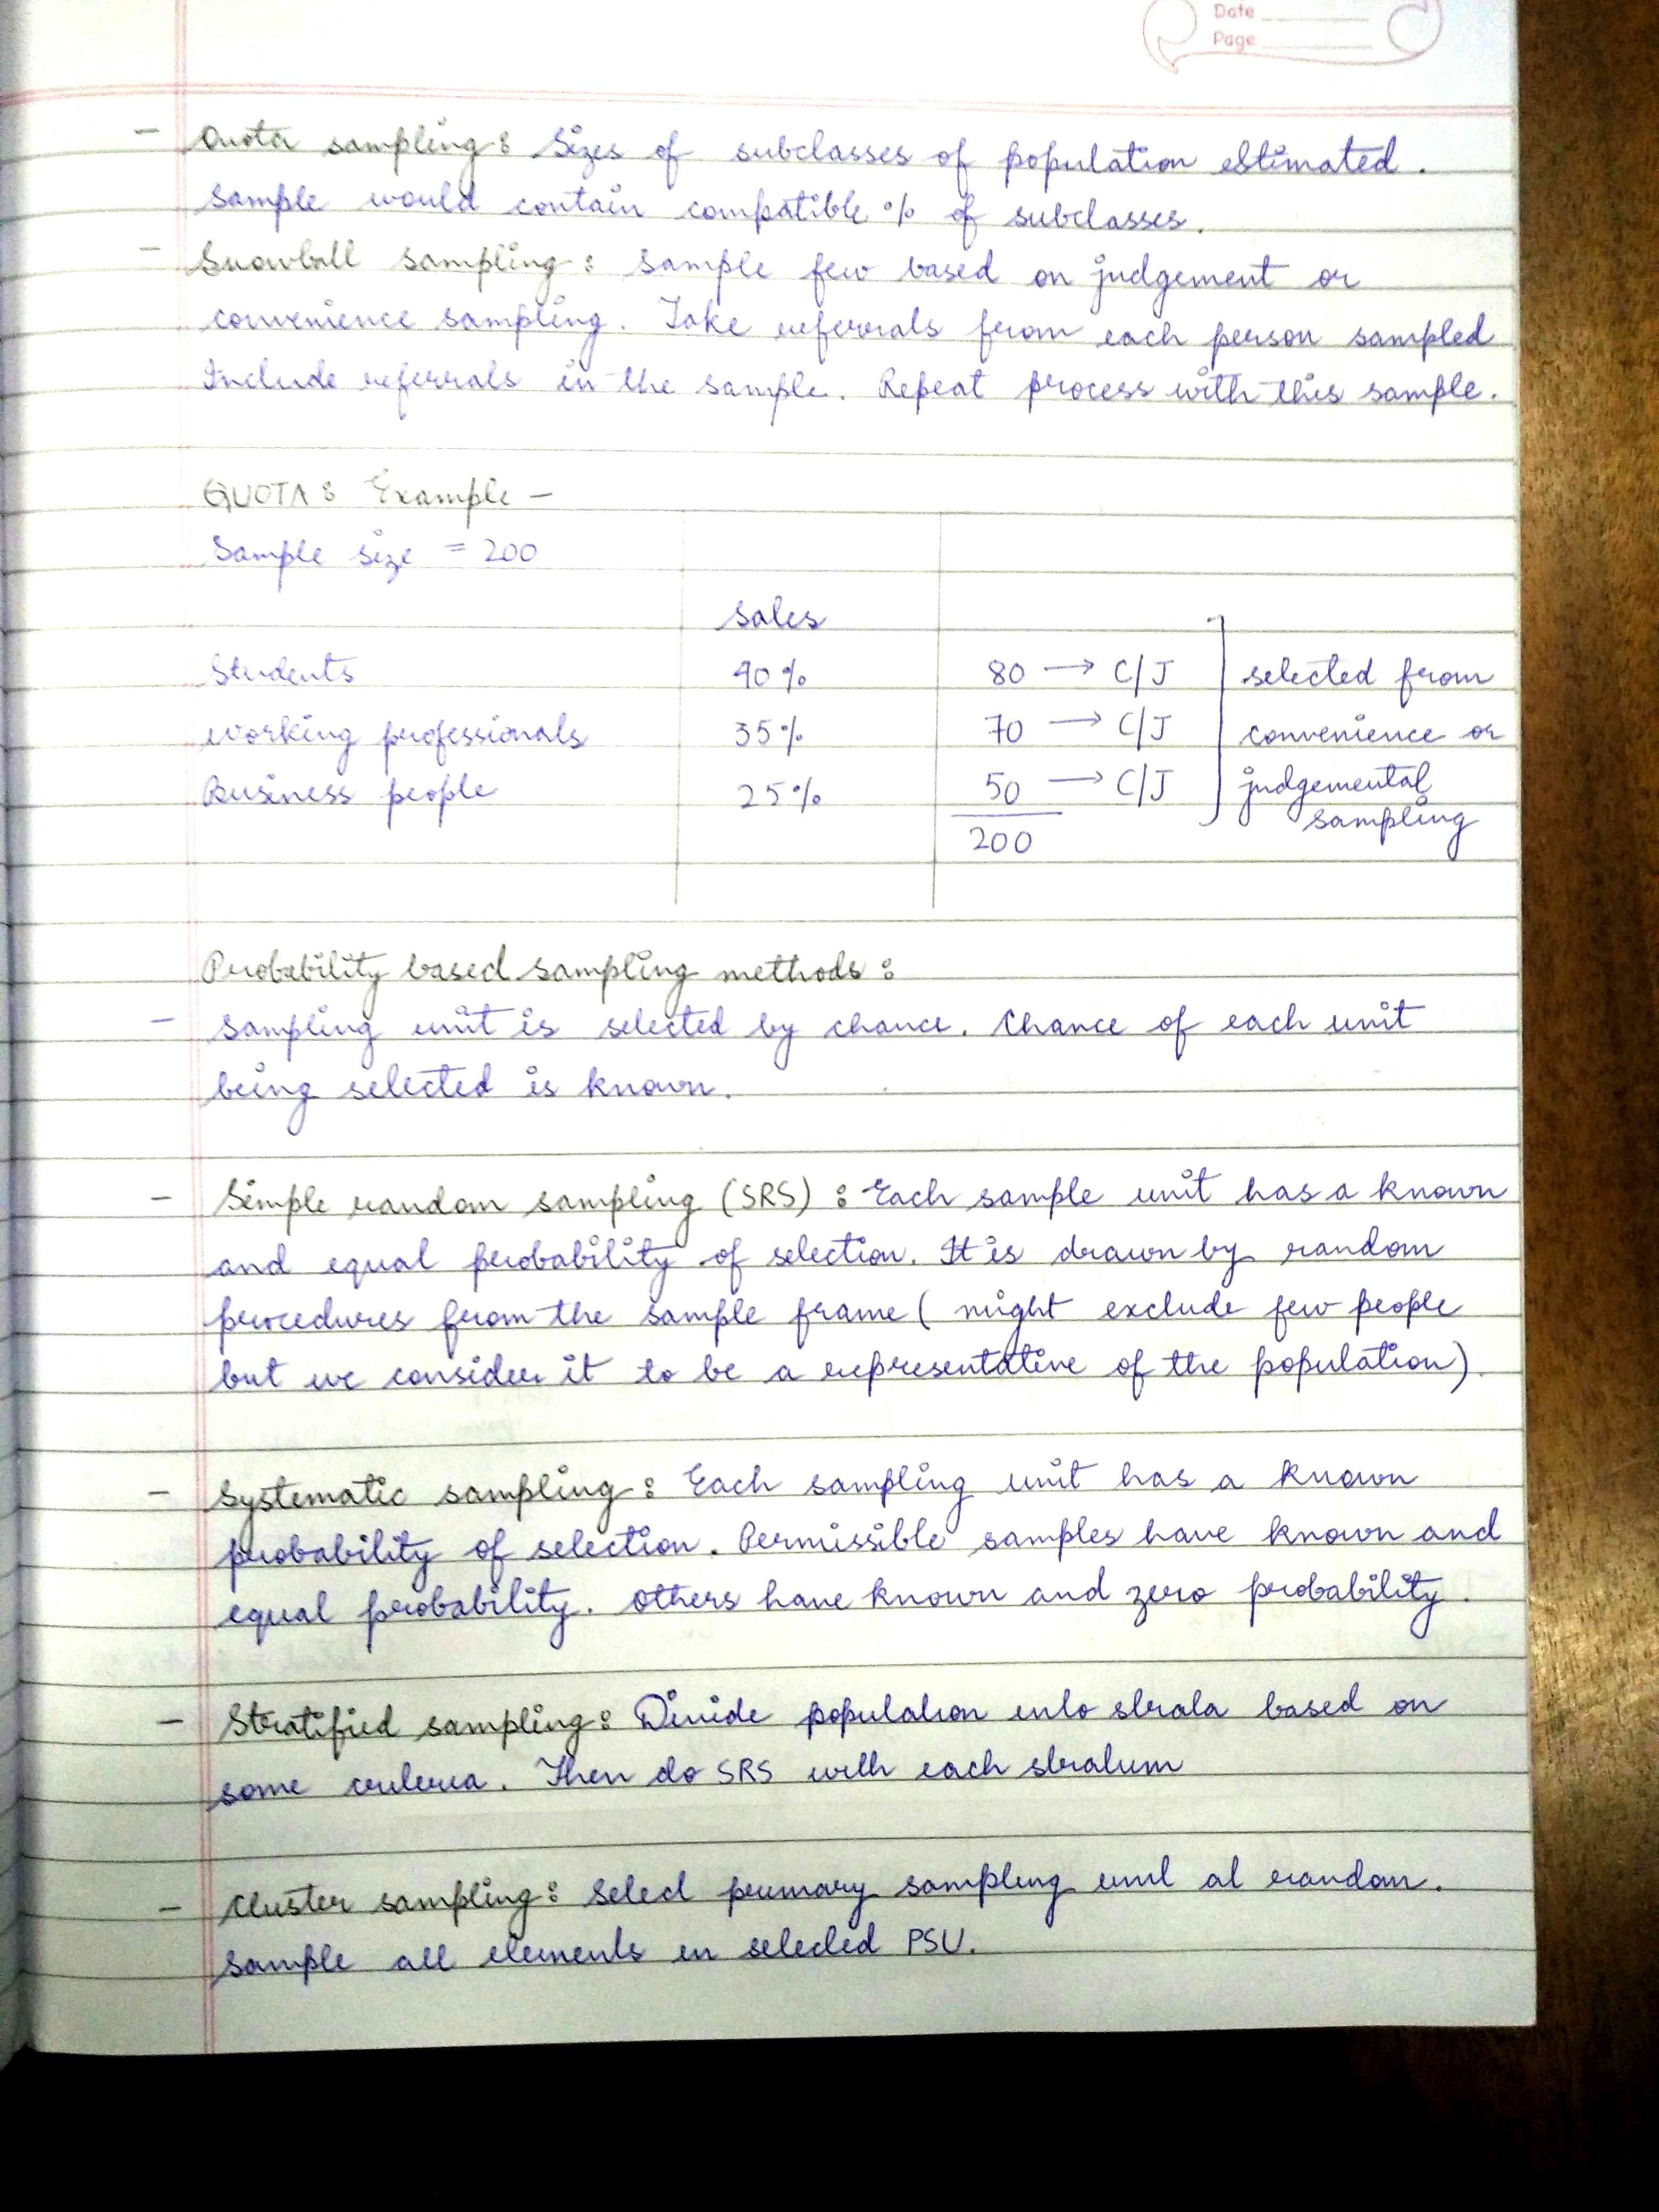 Date
Page
- Quota sampling: Sizes of subclasses of population estimated.
Sample would contain compatible % of subclasses.
- Snowball sampling: Sample few based on judgement or
convenience sampling. Take referrals from each person sampled
Include referrals in the sample. Repeat process with this sample.
QUOTA: Example -
Sample size = 200
Sales
Students 40% 80 → C/J selected from
Working professionals 35% 70 → C/J convenience or
Business people 25% 50 → C/J judgemental
200 sampling
Probability based sampling methods:
- Sampling unit is selected by chance. Chance of each unit
being selected is known.
- Simple random sampling (SRS): Each sample unit has a known
and equal probability of selection. It is drawn by random
procedures from the sample frame (might exclude few people
but we consider it to be a representative of the population).
- Systematic sampling: Each sampling unit has a known
probability of selection. Permissible samples have known and
equal probability. Others have known and zero probability.
- Stratified sampling: Divide population into strata based on
some criteria. Then do SRS with each stratum
- Cluster sampling: Select primary sampling unit at random.
Sample all elements in selected PSU.